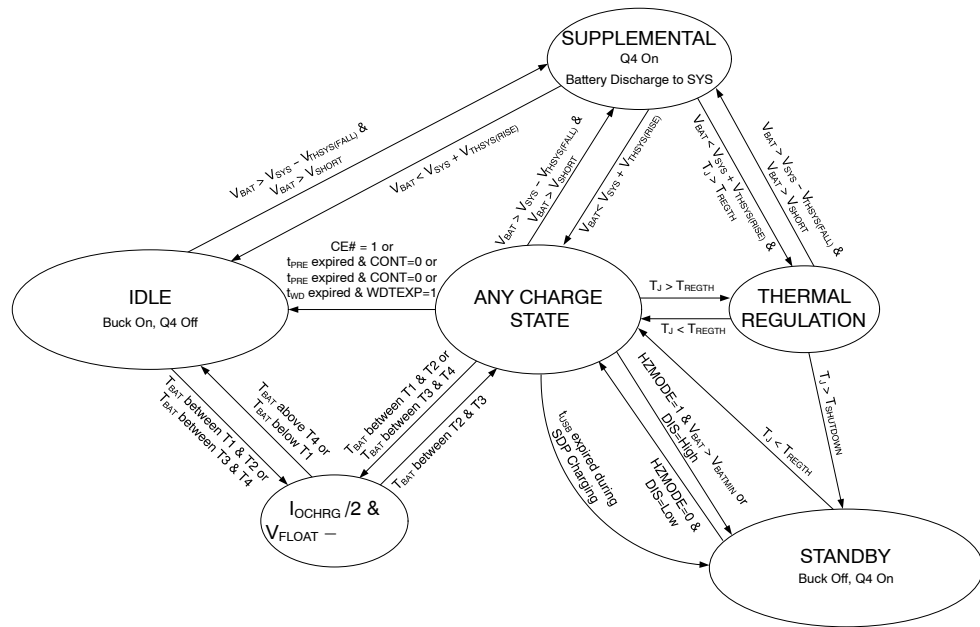 SUPPLEMENTAL
Q4 On
Battery Discharge to SYS
VBAT > VSYS – VTHSYS(FALL) &
VBAT > VSHORT
VBAT < VSYS + VTHSYS(RISE)
VBAT > VSYS – VTHSYS(FALL) &
VBAT > VSHORT
VBAT < VSYS + VTHSYS(RISE)
VBAT < VSYS + VTHSYS(RISE) &
TJ > TREGTH
VBAT > VSYS – VTHSYS(FALL) &
VBAT > VSHORT
IDLE
Buck On, Q4 Off
CE# = 1 or
tPRE expired & CONT=0 or
tPRE expired & CONT=0 or
tWD expired & WDTEXP=1
ANY CHARGE
STATE
TJ > TREGTH
TJ < TREGTH
THERMAL
REGULATION
TBAT between T1 & T2 or
TBAT between T3 & T4
TBAT above T4 or
TBAT below T1
TBAT between T1 & T2 or
TBAT between T3 & T4
TBAT between T2 & T3
tUSB expired during
SDP Charging
HZMODE=1 & VBAT > VBATMIN or
DIS=High
HZMODE=0 &
DIS=Low
TJ < TREGTH
TJ > TSHUTDOWN
IOCHRG /2 &
VFLOAT –
STANDBY
Buck Off, Q4 On